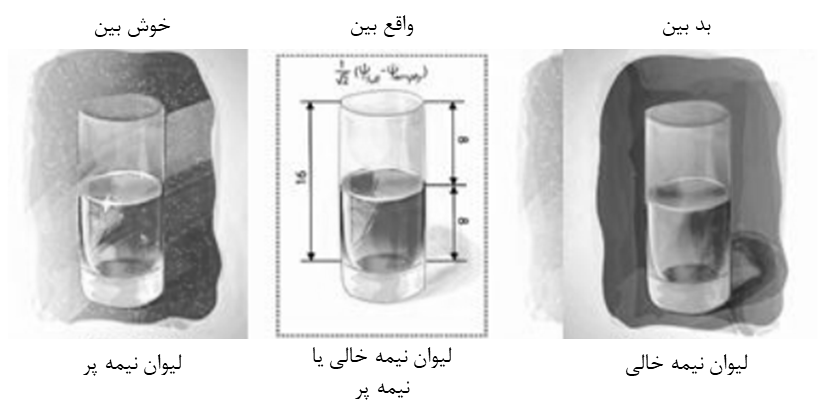 بد بین
واقع بین
خوش بین
16
8
8
لیوان نیمه خالی
لیوان نیمه خالی یا
نیمه پر
لیوان نیمه پر